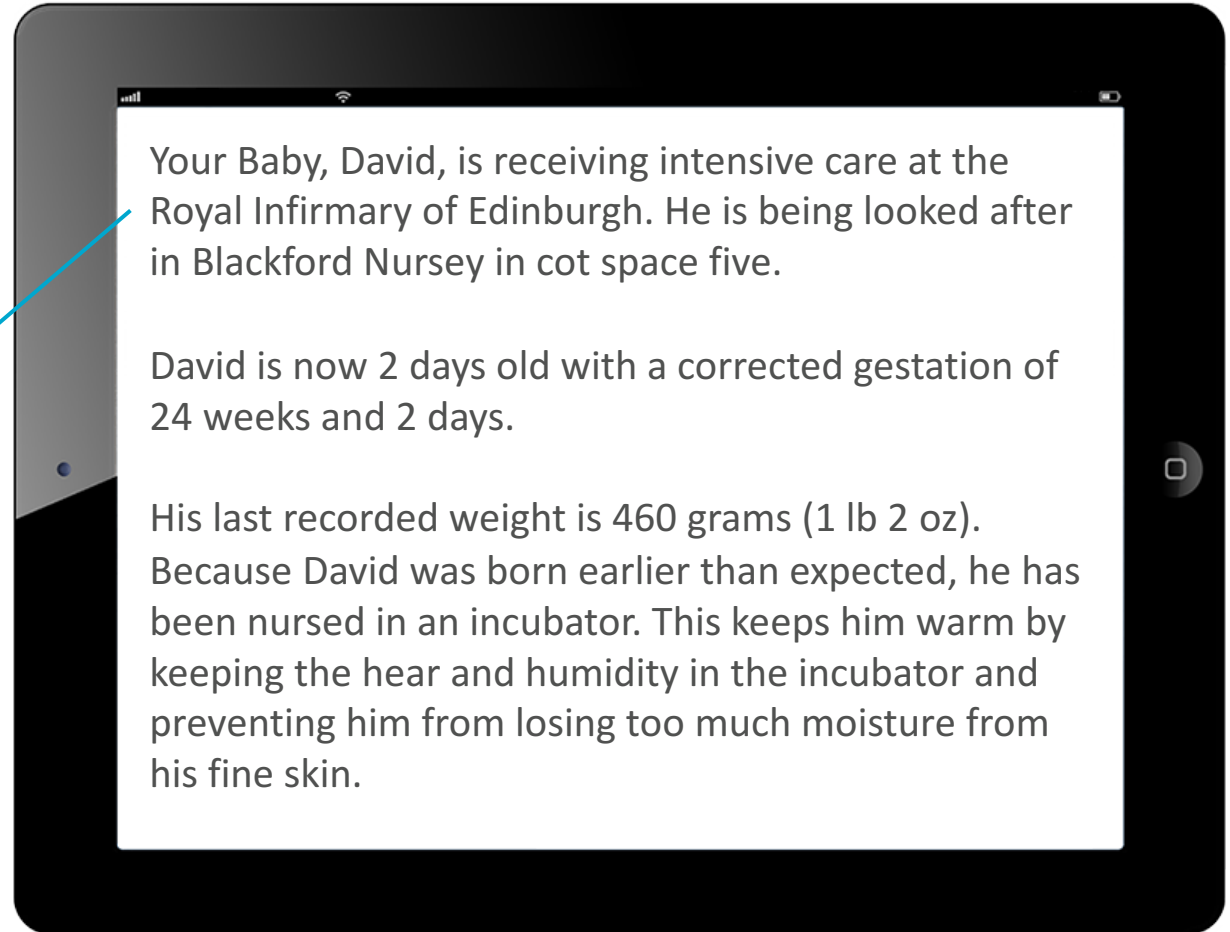 Your Baby, David, is receiving intensive care at the
Royal Infirmary of Edinburgh. He is being looked after
in Blackford Nursey in cot space five.
David is now 2 days old with a corrected gestation of
24 weeks and 2 days.
His last recorded weight is 460 grams (1 lb 2 oz).
Because David was born earlier than expected, he has
been nursed in an incubator. This keeps him warm by
keeping the hear and humidity in the incubator and
preventing him from losing too much moisture from
his fine skin.